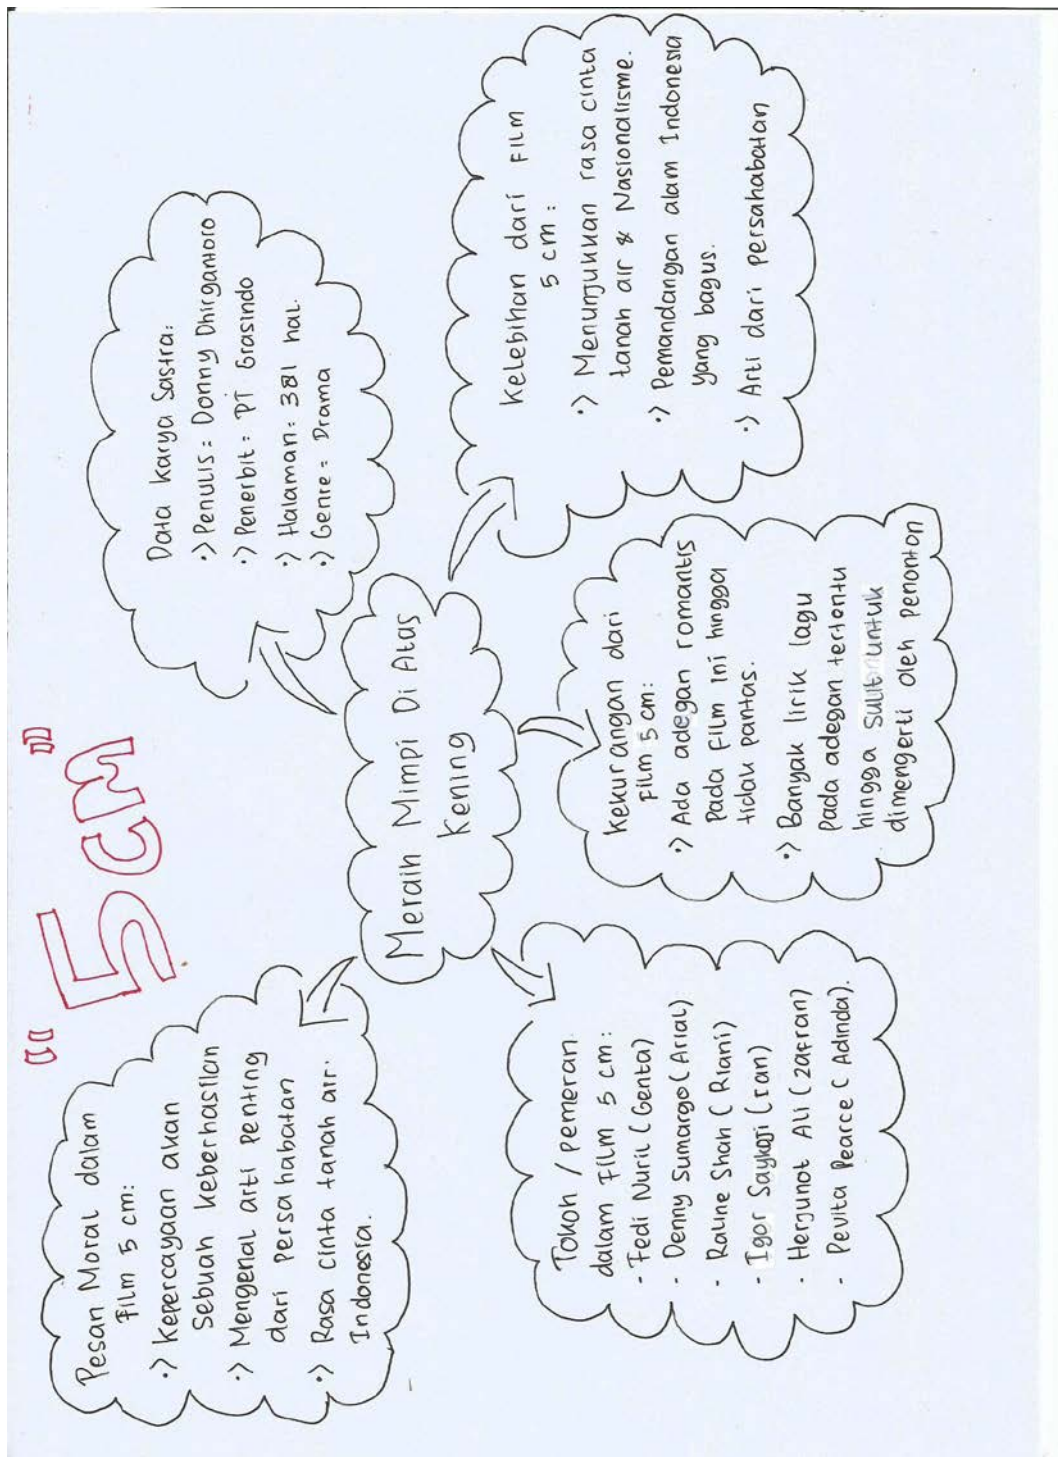 "5cm"
Pesan Moral dalam
Film 5 cm:
·> Kepercayaan akan
Sebuah keberhasilan
·> Mengenal arti penting
dari Persahabatan
·> Rasa cinta tanah air.
Indonesia.
Data Karya Sastra:
·> Penulis = Donny Dhirgantoro
·> Penerbit = PT Grasindo
·> Halaman = 381 hal.
·> Genre = Drama
Meraih Mimpi Di Atas
Kening
Tokoh / Pemeran
dalam Film 5 cm :
- Fedi Nuril (Genta)
- Denny Sumargo (Arial)
- Raline Shah (Riani)
- Igor Saykoji (Ian)
- Herjunot Ali (Zafran)
- Pevita Pearce (Adinda).
Kekurangan dari
Film 5 cm:
·> Ada adegan romantis
Pada Film ini hingga
tidak pantas.
·> Banyak lirik lagu
Pada adegan tertentu
hingga Sulit untuk
dimengerti oleh Penonton
Kelebihan dari Film
5 cm :
·> Menunjukkan rasa cinta
tanah air & Nasionalisme.
·> Pemandangan alam Indonesia
yang bagus.
·> Arti dari persahabatan